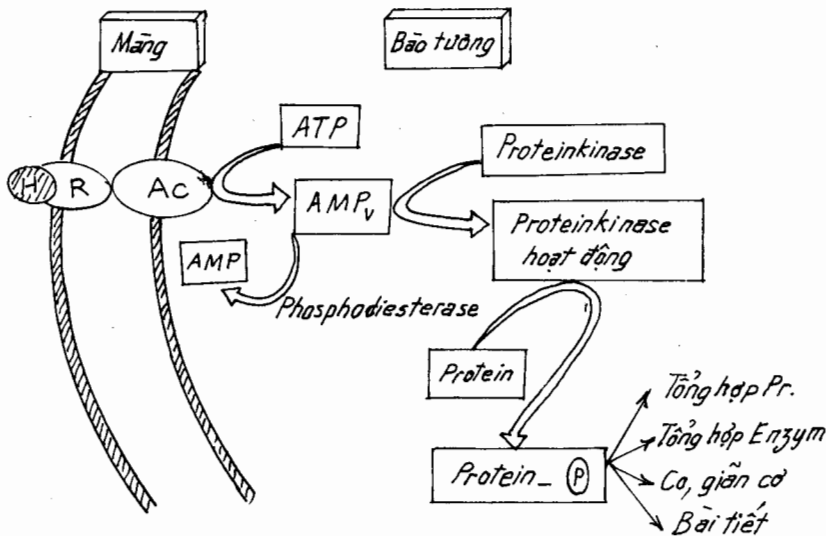 Màng
Bào tương
ATP
Proteinkinase
H
R
AC
AMPv
Proteinkinase
hoạt động
AMP
Phosphodiesterase
Protein
Tổng hợp Pr.
Tổng hợp Enzym
Co, giãn cơ
Bài tiết
Protein_ P